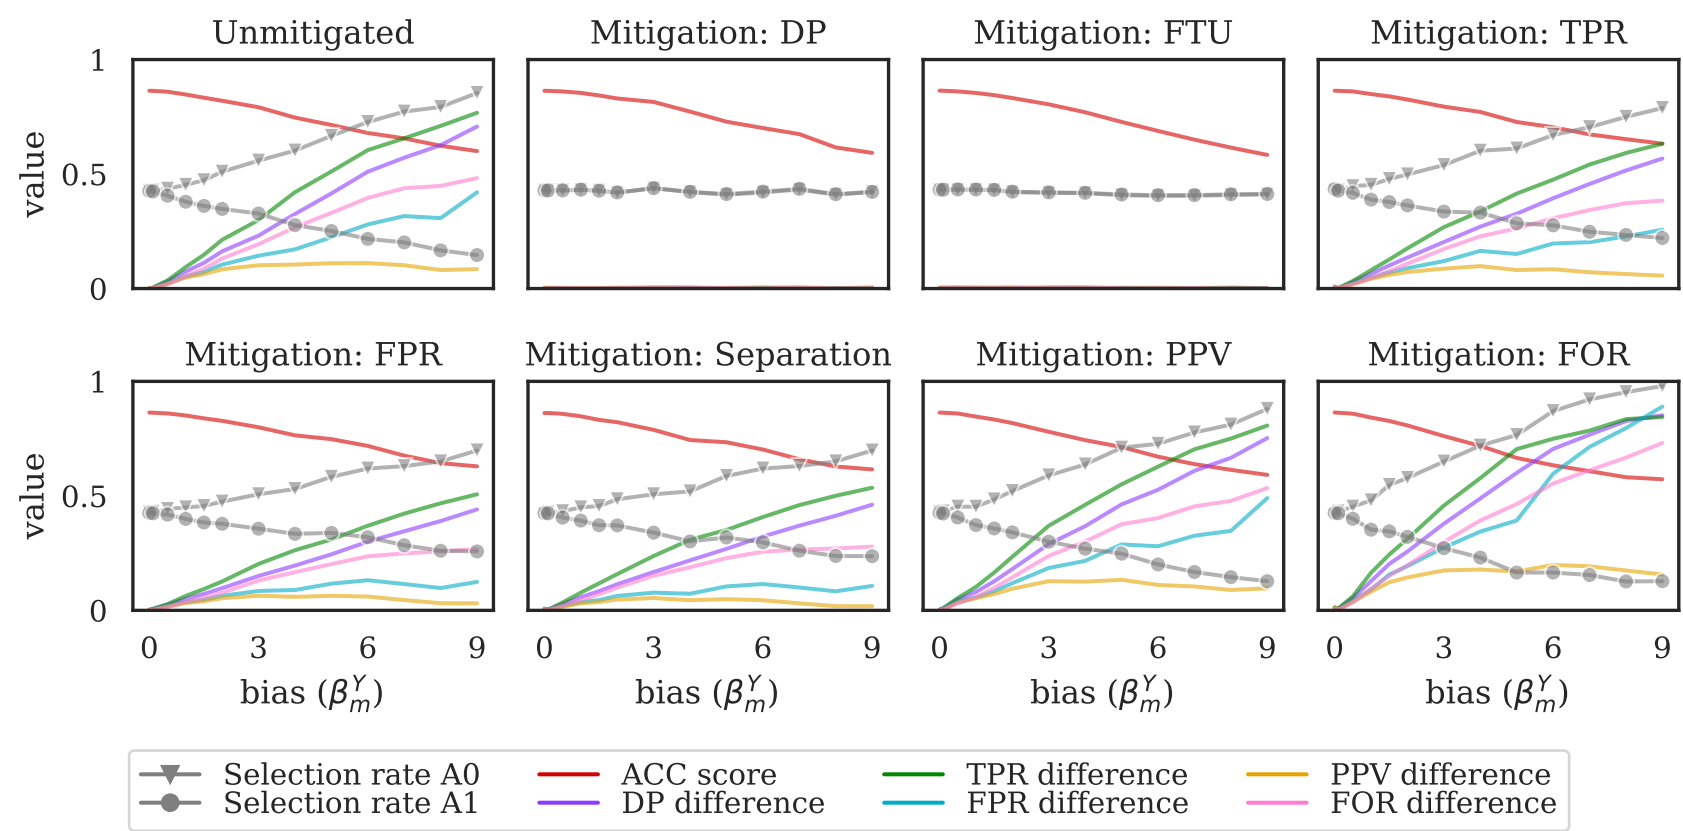 Unmitigated Mitigation: DP Mitigation: FTU Mitigation: TPR
1
0.5
0
value
Mitigation: FPR Mitigation: Separation Mitigation: PPV Mitigation: FOR
1
0.5
0
value
0 3 6 9 0 3 6 9 0 3 6 9 0 3 6 9
bias (β_m^Y) bias (β_m^Y) bias (β_m^Y) bias (β_m^Y)
Selection rate A0 ACC score TPR difference PPV difference
Selection rate A1 DP difference FPR difference FOR difference